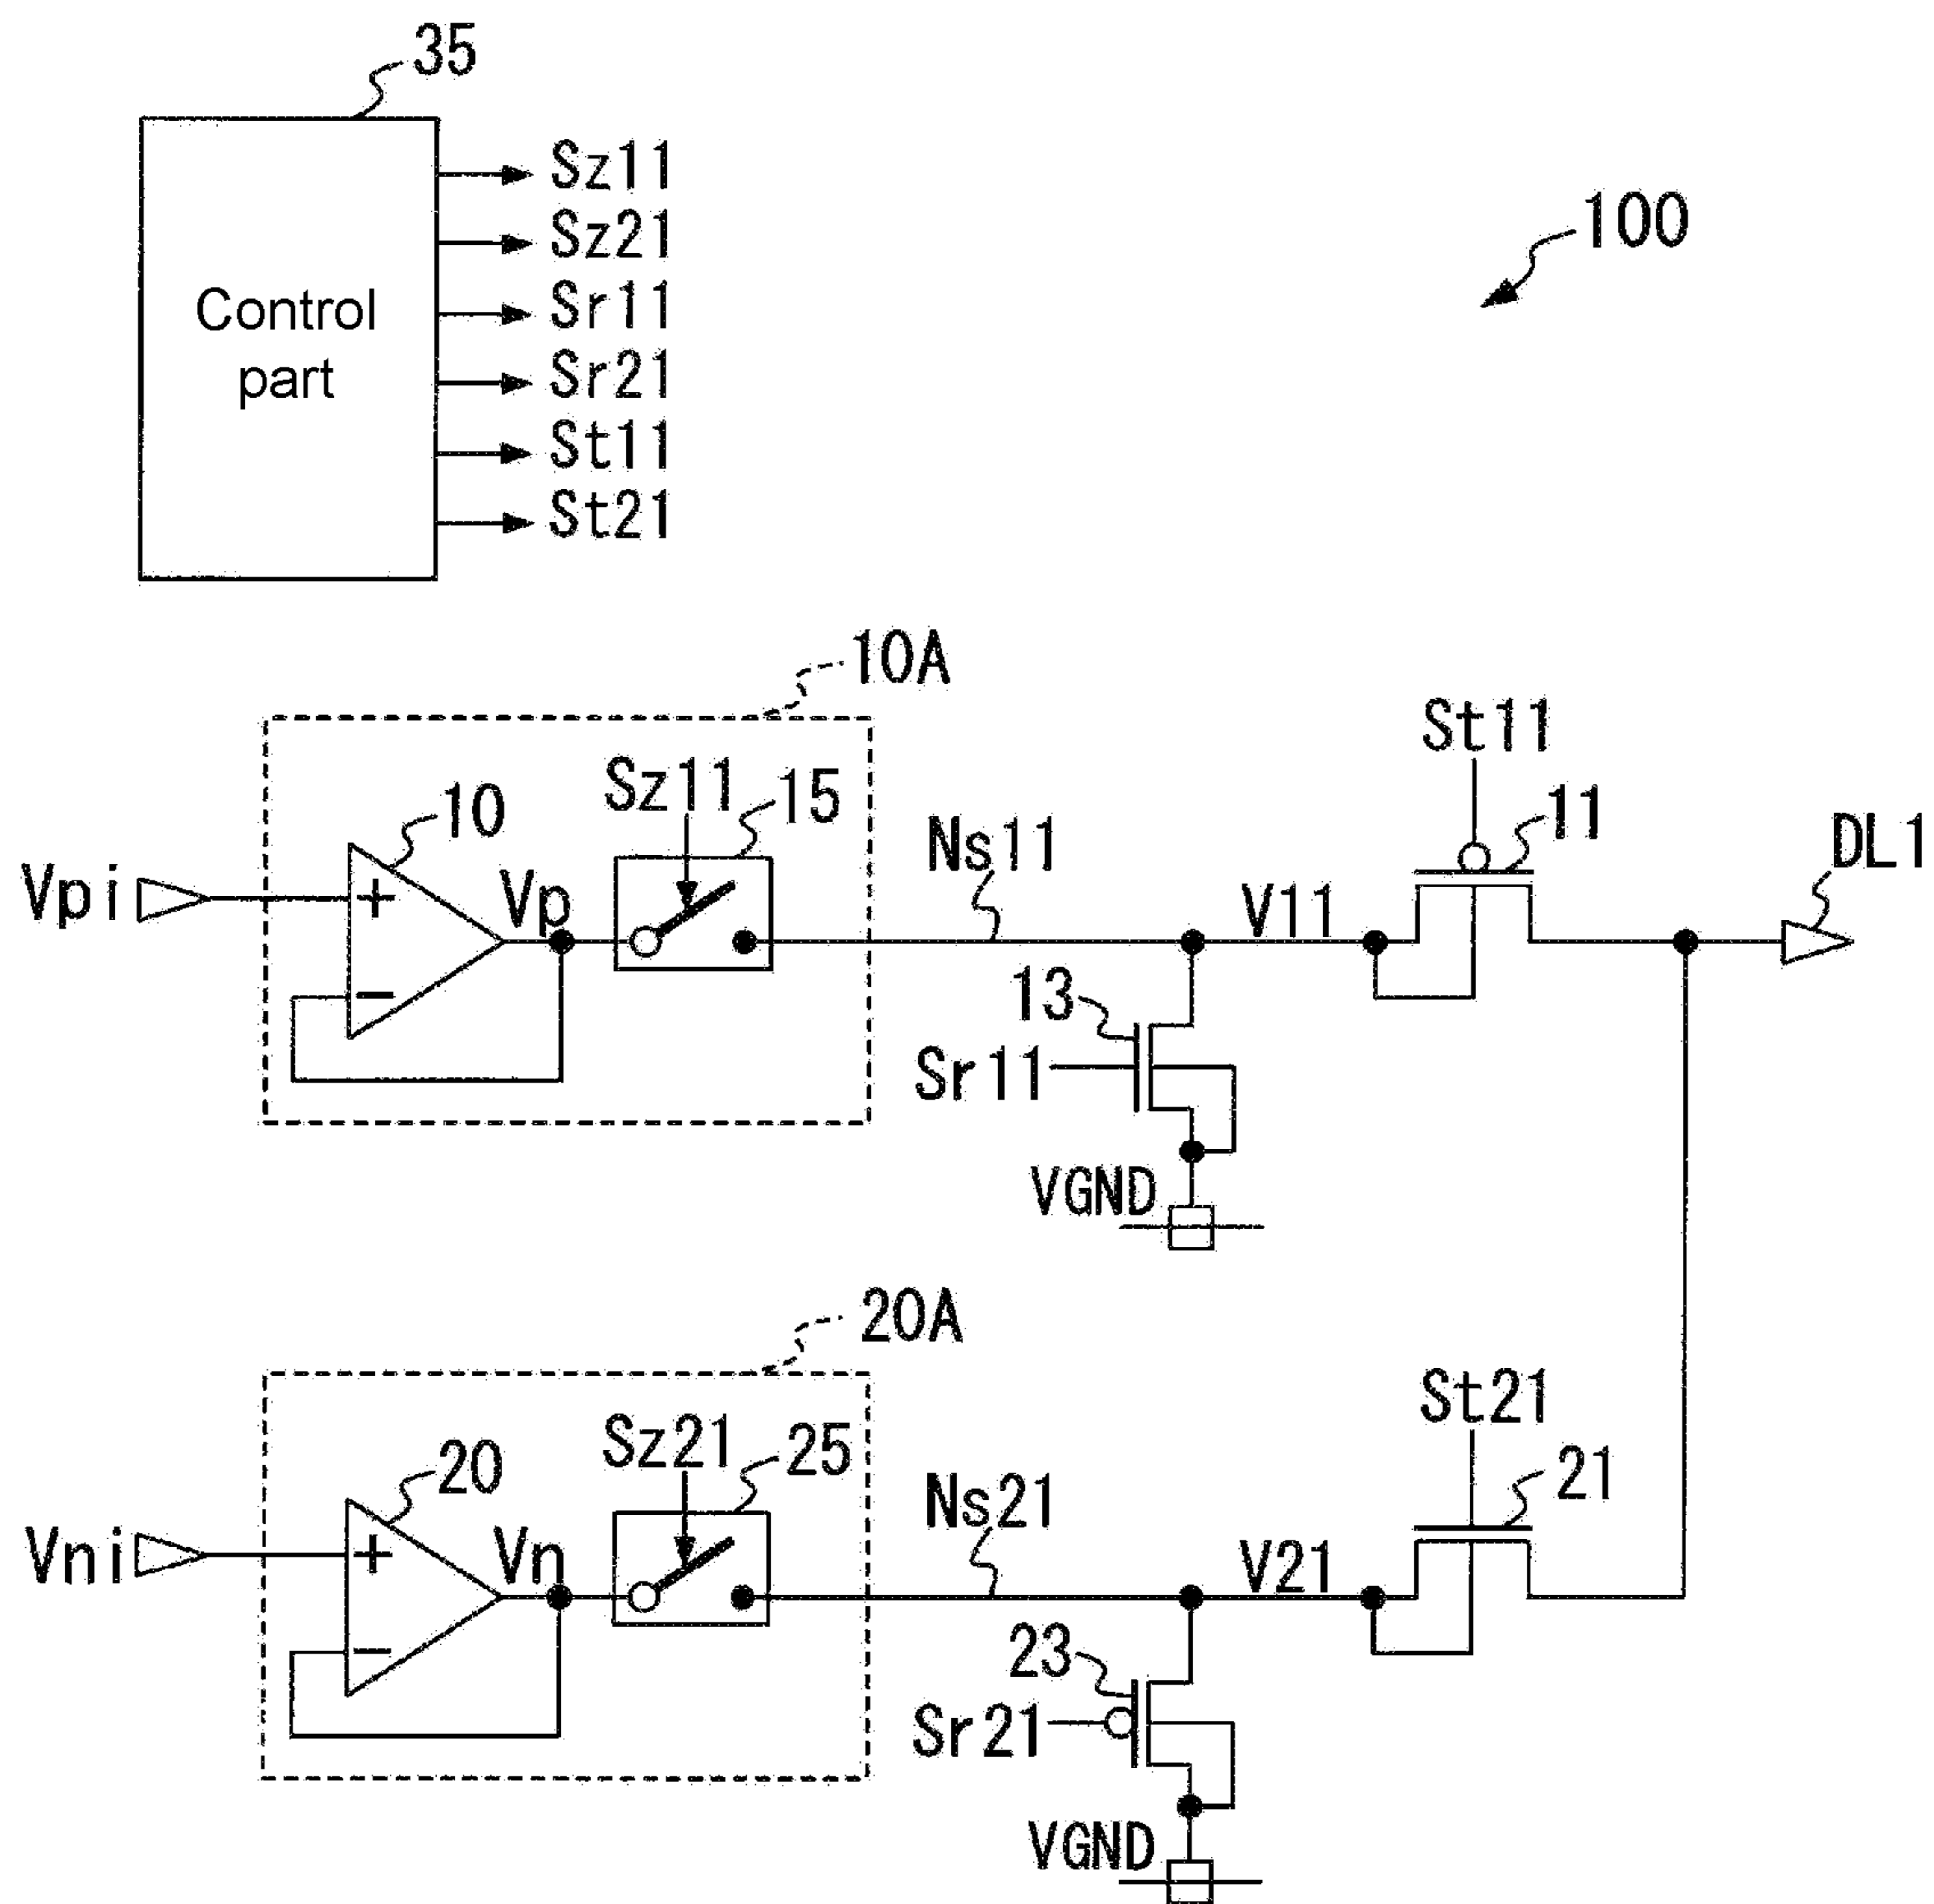 35
Sz11
Sz21
Sr11
Sr21
St11
St21
Control
part
100
10A
St11
Sz11
15
10
11
DL1
Ns11
Vpi
+
Vp
V11
−
13
Sr11
VGND
20A
St21
Sz21
25
20
21
Ns21
Vni
+
Vn
V21
−
23
Sr21
VGND